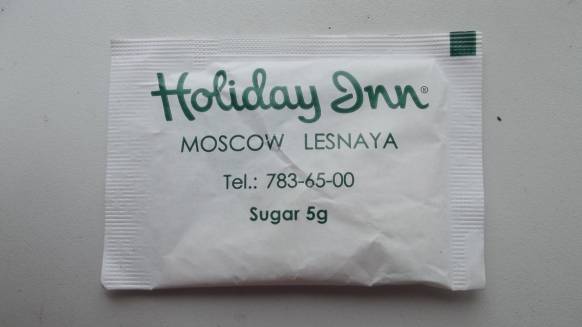 Holiday Inn®
MOSCOW LESNAYA
Tel.: 783-65-00
Sugar 5g